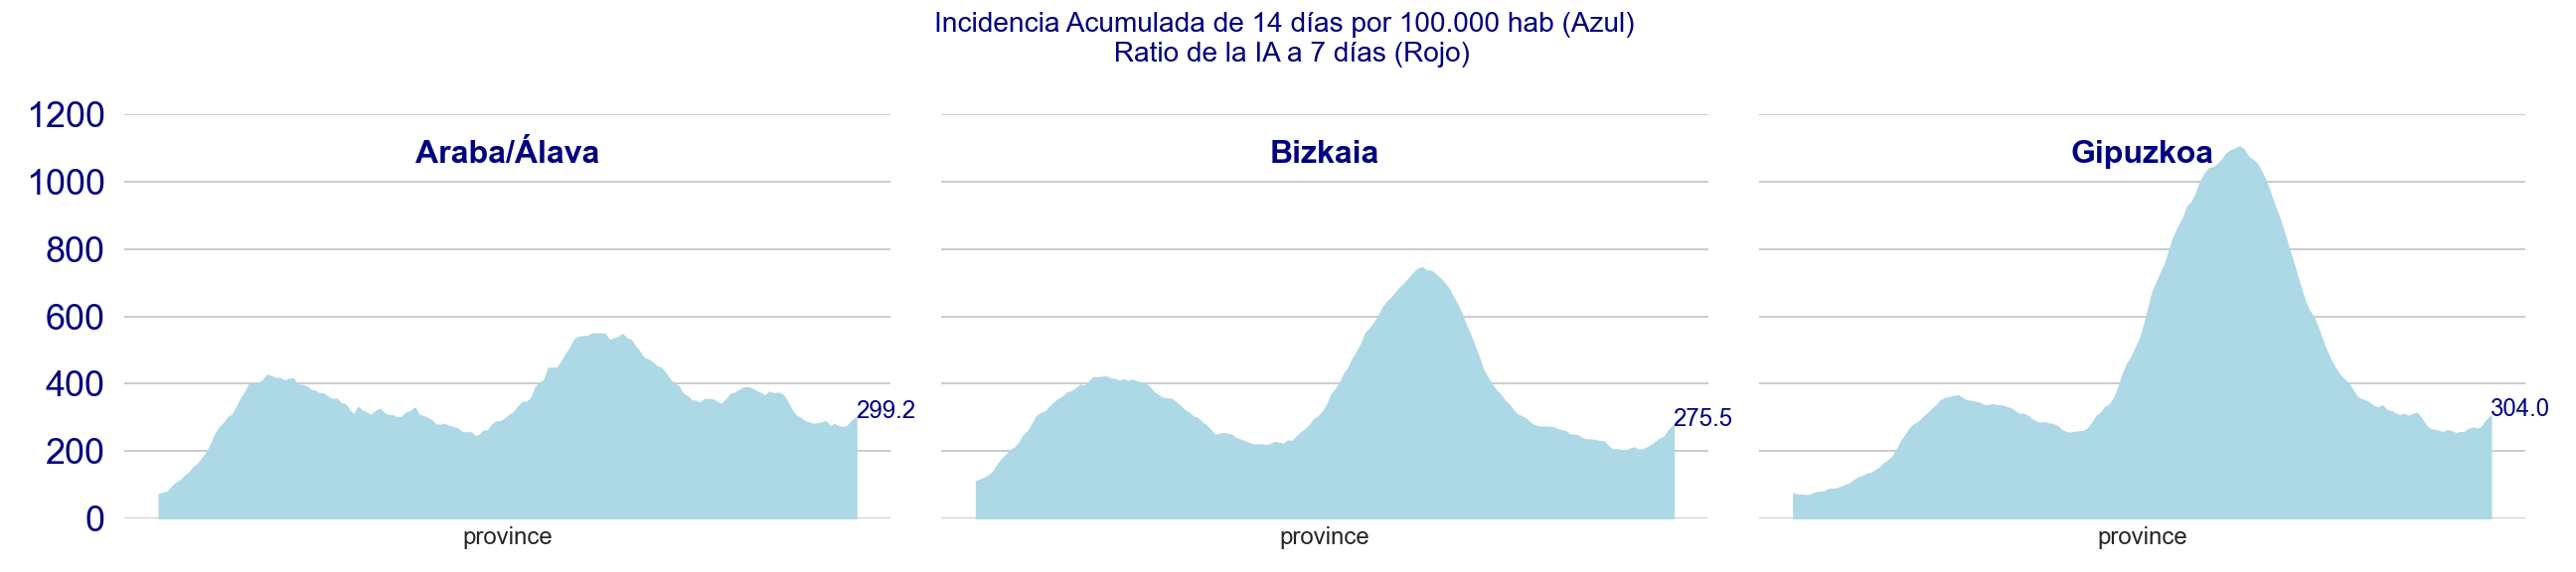 Incidencia Acumulada de 14 días por 100.000 hab (Azul)
Ratio de la IA a 7 días (Rojo)
1200
1000
800
600
400
200
0
Araba/Álava
299.2
province
Bizkaia
275.5
province
Gipuzkoa
304.0
province